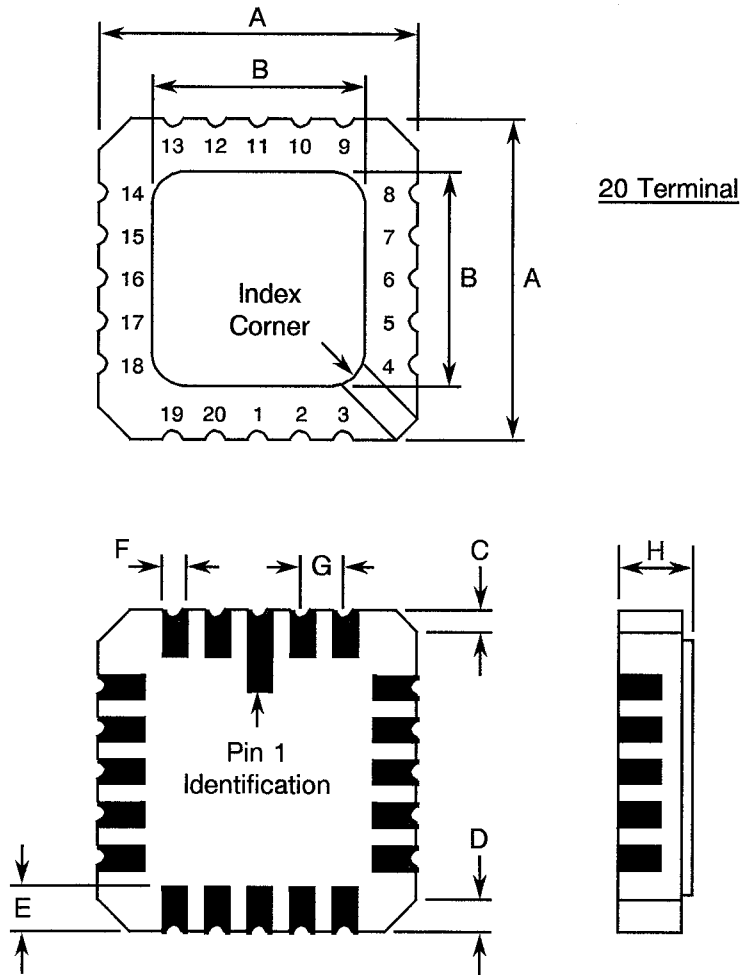 A
B
13 12 11 10 9
20 Terminal
14 8
15 7
B A
16 6
Index
Corner
17 5
18 4
19 20 1 2 3
F G C H
Pin 1
Identification
D
E